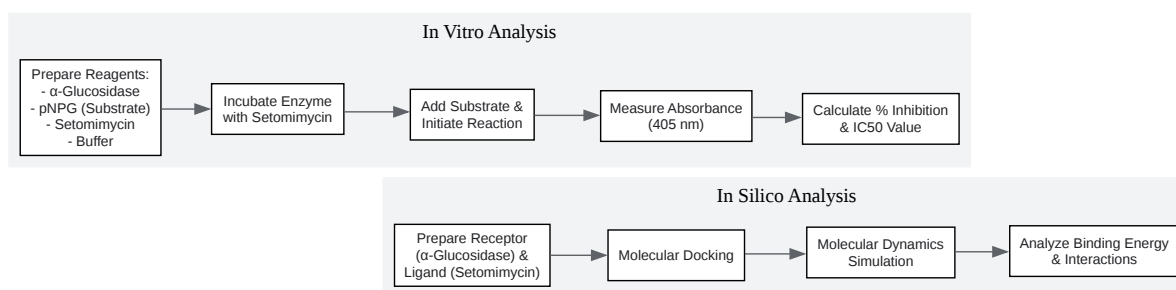 In Vitro Analysis
Prepare Reagents:
- α-Glucosidase
- pNPG (Substrate)
- Setomimycin
- Buffer
Incubate Enzyme
with Setomimycin
Add Substrate &
Initiate Reaction
Measure Absorbance
(405 nm)
Calculate % Inhibition
& IC50 Value
In Silico Analysis
Prepare Receptor
(α-Glucosidase) &
Ligand (Setomimycin)
Molecular Docking
Molecular Dynamics
Simulation
Analyze Binding Energy
& Interactions